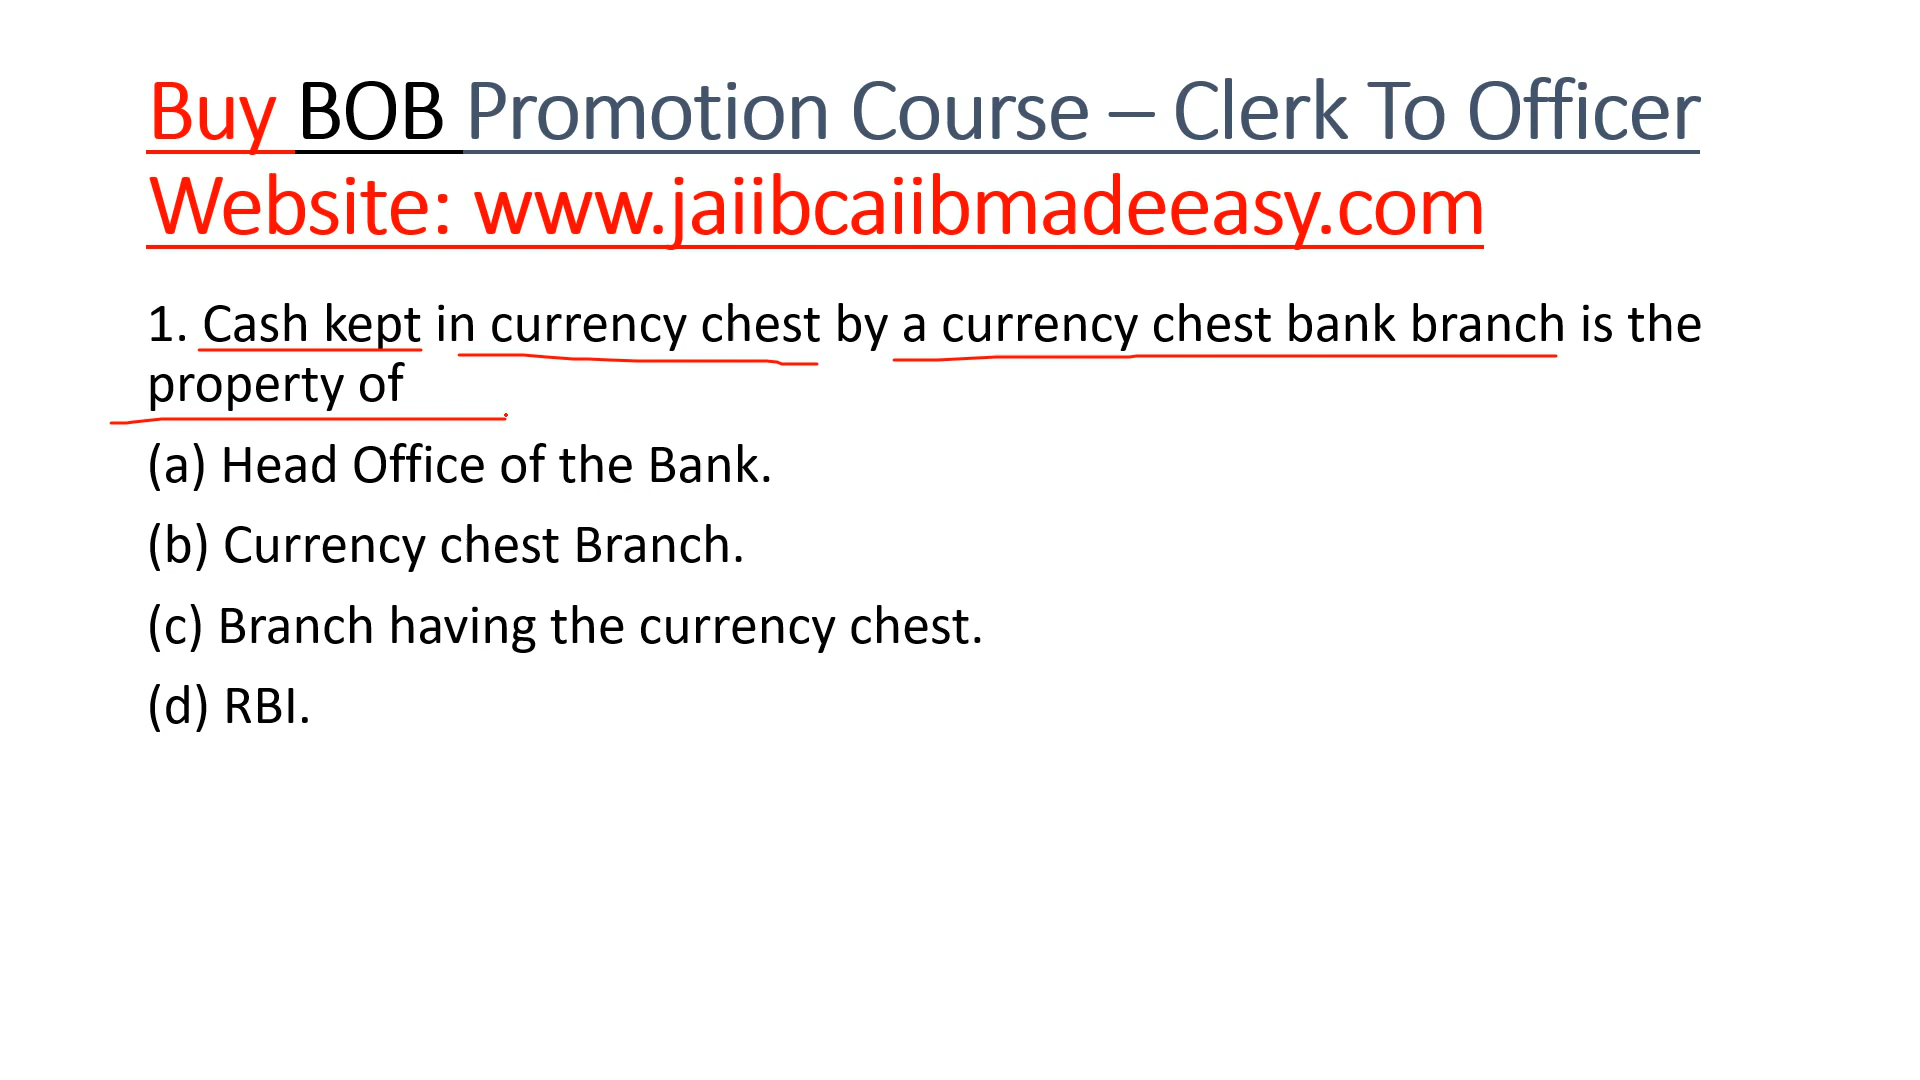 Buy BOB Promotion Course – Clerk To Officer
Website: www.jaiibcaiibmadeeasy.com
1. Cash kept in currency chest by a currency chest bank branch is the
property of
(a) Head Office of the Bank.
(b) Currency chest Branch.
(c) Branch having the currency chest.
(d) RBI.